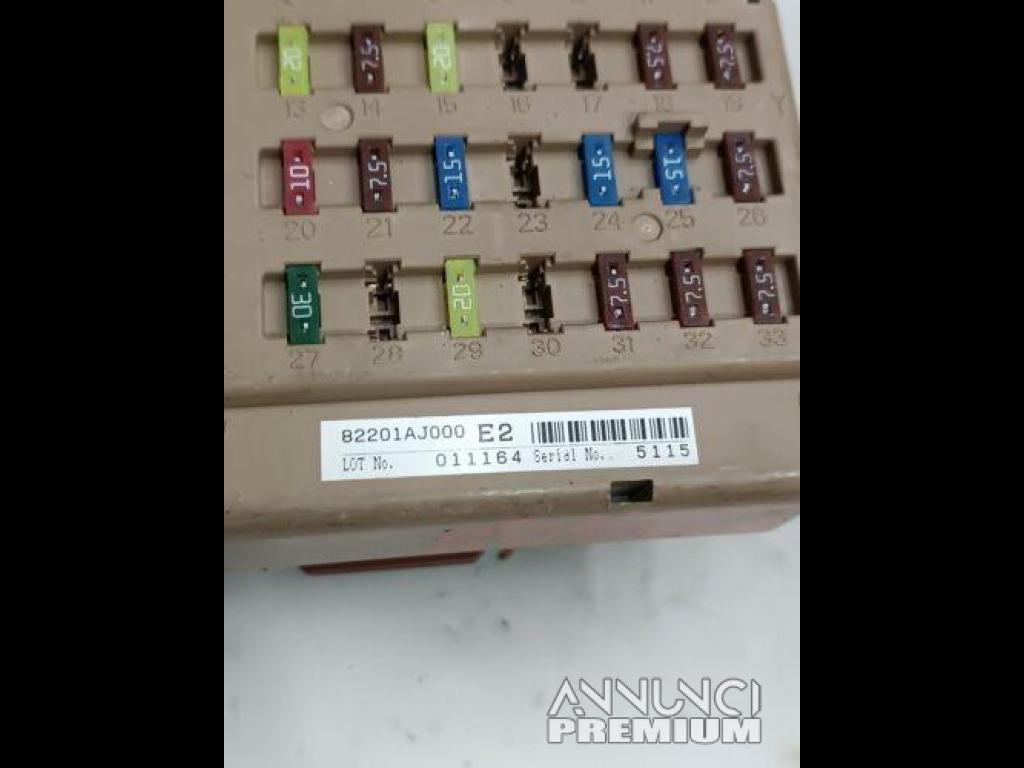 20 7.5 20 7.5 7.5
13 14 15 16 17 18 19 Y
10 7.5 15 15 15 7.5
20 21 22 23 24 25 26
30 20 7.5 7.5 7.5
27 28 29 30 31 32 33
82201AJ000 E2
LOT No. 011164 Serial No. 5115
ANNUNCI
PREMIUM